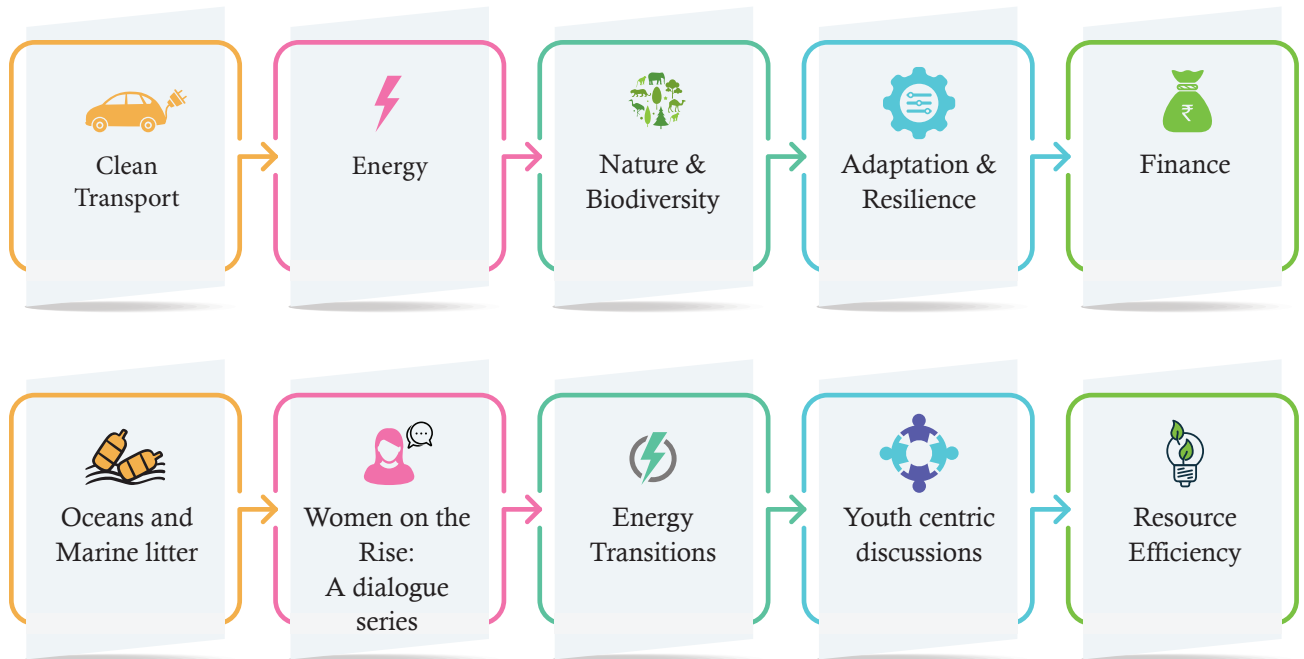 Clean
Transport
Energy
Nature &
Biodiversity
Adaptation &
Resilience
₹
Finance
Oceans and
Marine litter
Women on the
Rise:
A dialogue
series
Energy
Transitions
Youth centric
discussions
Resource
Efficiency